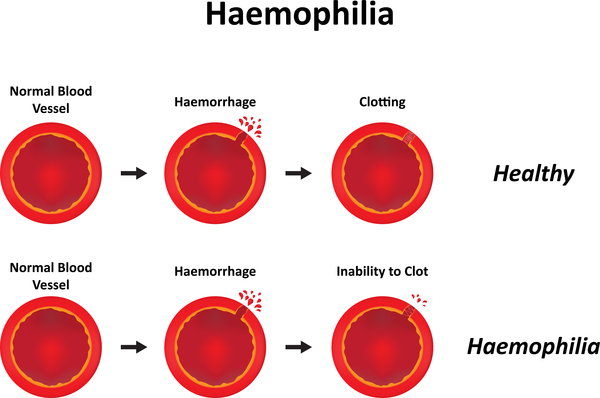 Haemophilia
Normal Blood
Vessel
Haemorrhage
Clotting
Healthy
Normal Blood
Vessel
Haemorrhage
Inability to Clot
Haemophilia